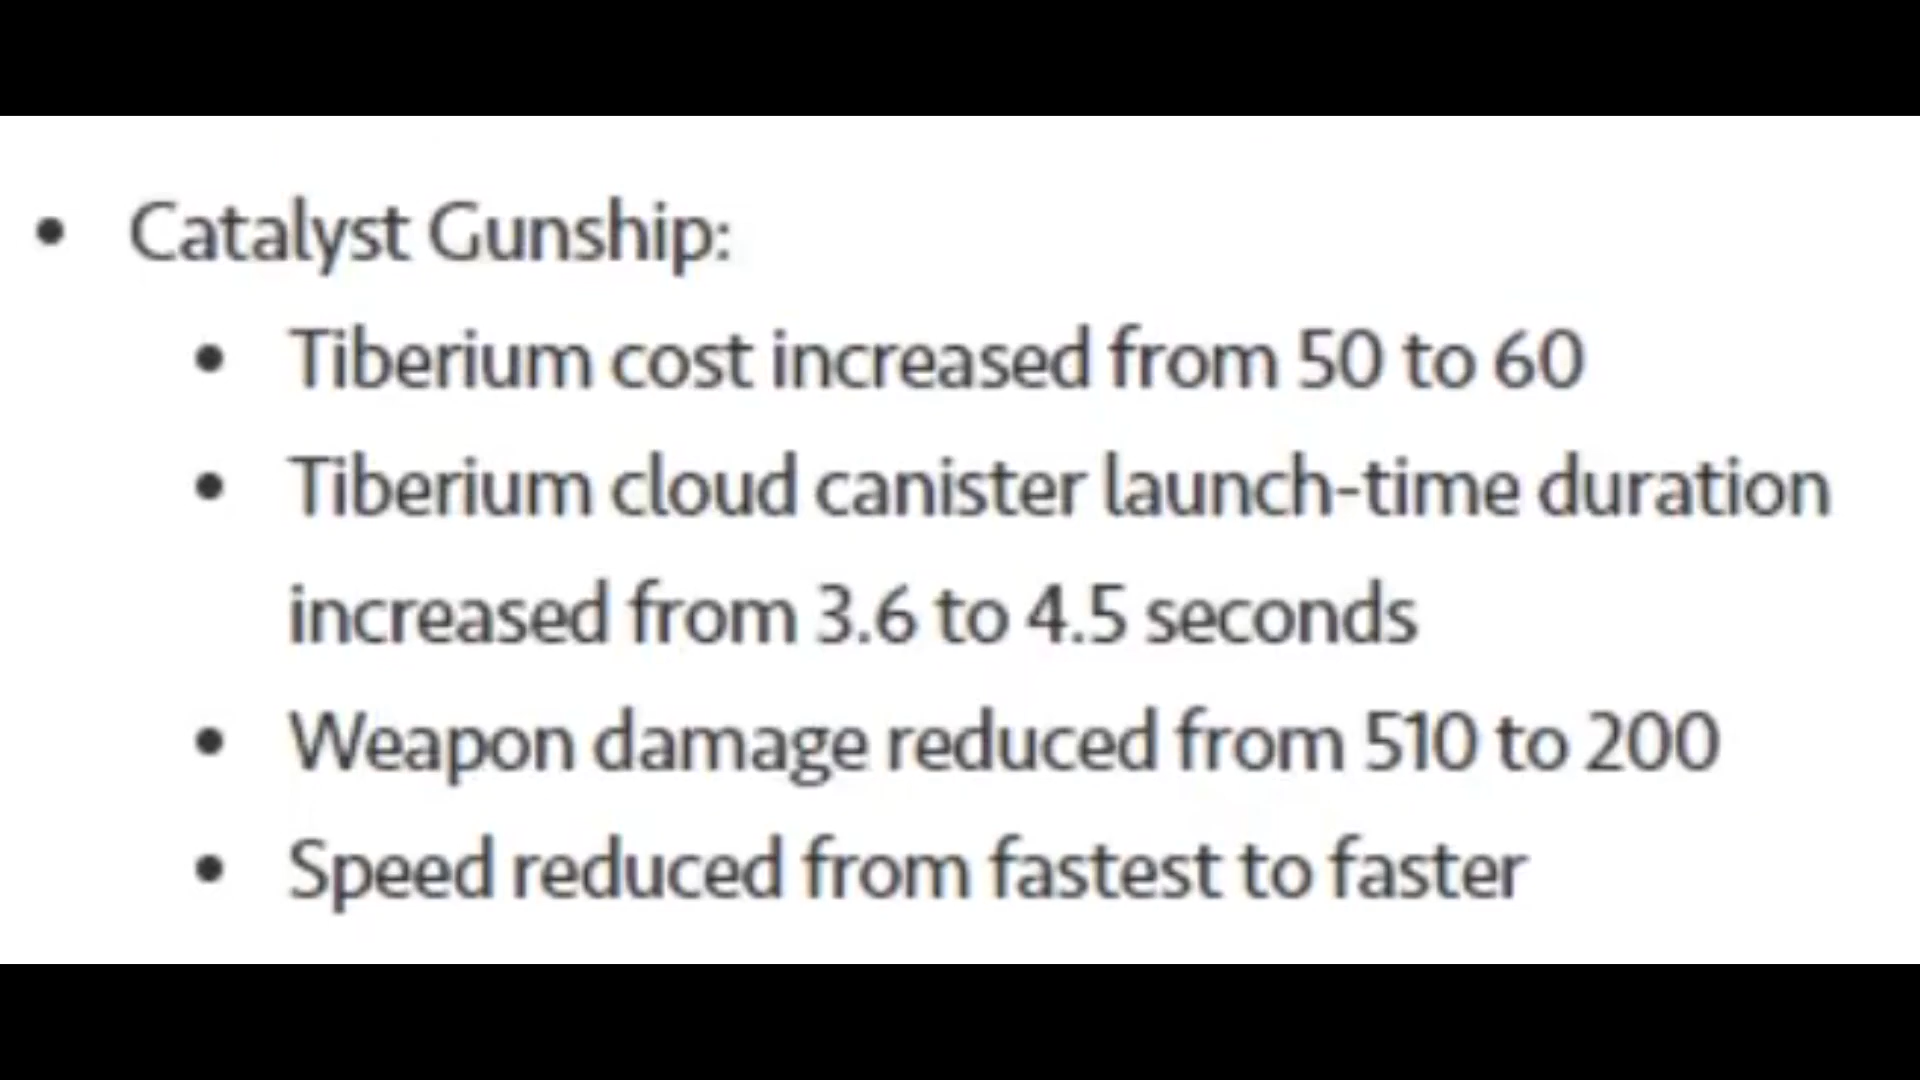 • Catalyst Gunship:
• Tiberium cost increased from 50 to 60
• Tiberium cloud canister launch-time duration
increased from 3.6 to 4.5 seconds
• Weapon damage reduced from 510 to 200
• Speed reduced from fastest to faster